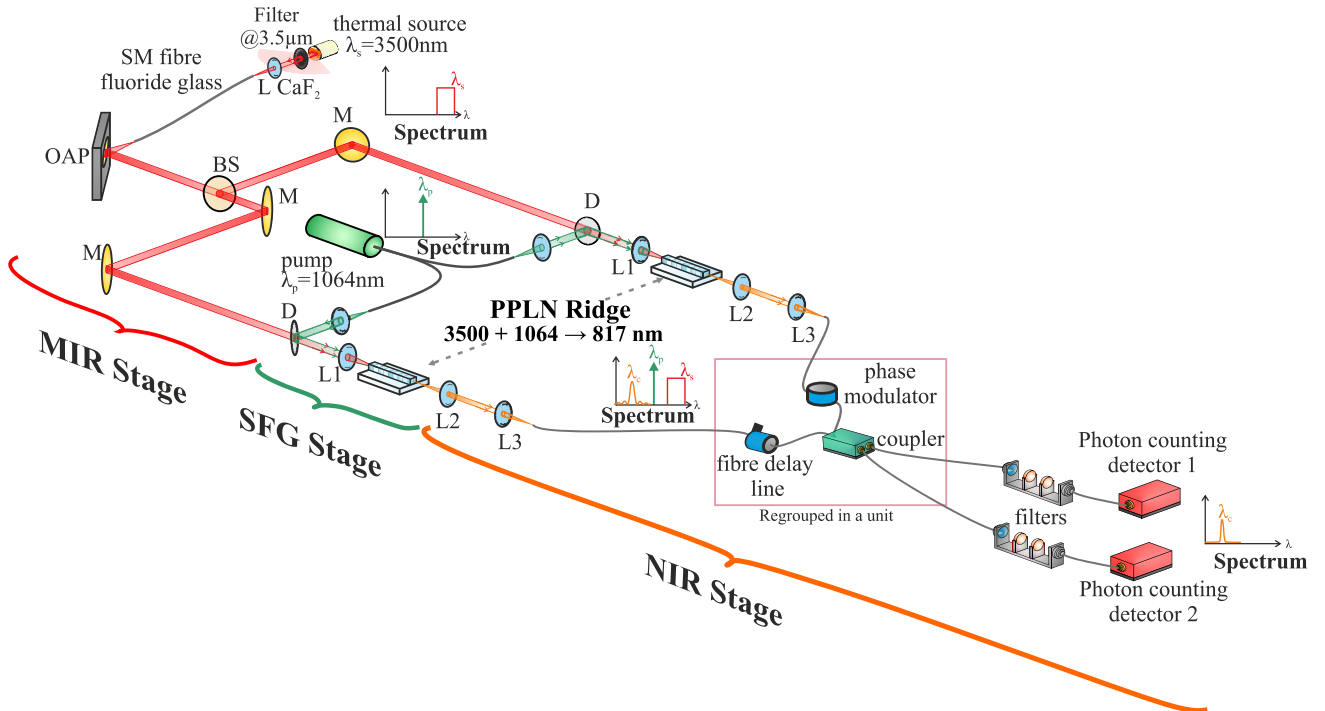 Filter
@3.5µm
thermal source
λs=3500nm
SM fibre
fluoride glass
L CaF2
λs
λ
Spectrum
M
OAP
BS
M
λp
λ
Spectrum
D
M
pump
λp=1064nm
L1
PPLN Ridge
3500 + 1064 → 817 nm
L2
L3
D
L1
L2
L3
λc
λp
λs
λ
Spectrum
MIR Stage
SFG Stage
NIR Stage
phase
modulator
coupler
fibre delay
line
Regrouped in a unit
Photon counting
detector 1
filters
λc
λ
Spectrum
Photon counting
detector 2